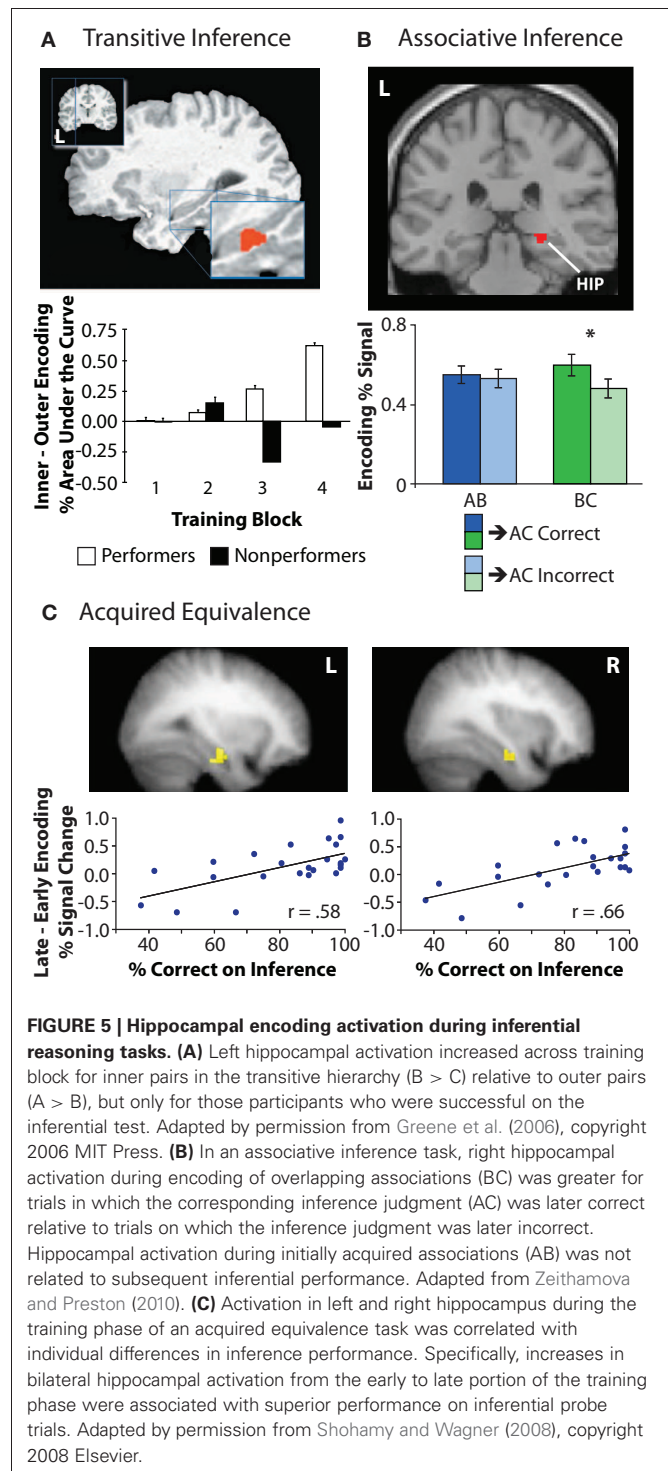 A Transitive Inference
B Associative Inference
L
L
HIP
Inner - Outer Encoding
% Area Under the Curve
0.75
0.50
0.25
0.00
-0.25
-0.50
1 2 3 4
Training Block
Performers Nonperformers
Encoding % Signal
0.8
0.4
0
*
AB BC
➔AC Correct
➔AC Incorrect
C Acquired Equivalence
L
R
Late - Early Encoding
% Signal Change
1.0
0.5
0.0
-0.5
-1.0
r = .58
40 60 80 100
% Correct on Inference
1.0
0.5
0.0
-0.5
-1.0
r = .66
40 60 80 100
% Correct on Inference
FIGURE 5 | Hippocampal encoding activation during inferential
reasoning tasks. (A) Left hippocampal activation increased across training
block for inner pairs in the transitive hierarchy (B > C) relative to outer pairs
(A > B), but only for those participants who were successful on the
inferential test. Adapted by permission from Greene et al. (2006), copyright
2006 MIT Press. (B) In an associative inference task, right hippocampal
activation during encoding of overlapping associations (BC) was greater for
trials in which the corresponding inference judgment (AC) was later correct
relative to trials on which the inference judgment was later incorrect.
Hippocampal activation during initially acquired associations (AB) was not
related to subsequent inferential performance. Adapted from Zeithamova
and Preston (2010). (C) Activation in left and right hippocampus during the
training phase of an acquired equivalence task was correlated with
individual differences in inference performance. Specifically, increases in
bilateral hippocampal activation from the early to late portion of the training
phase were associated with superior performance on inferential probe
trials. Adapted by permission from Shohamy and Wagner (2008), copyright
2008 Elsevier.